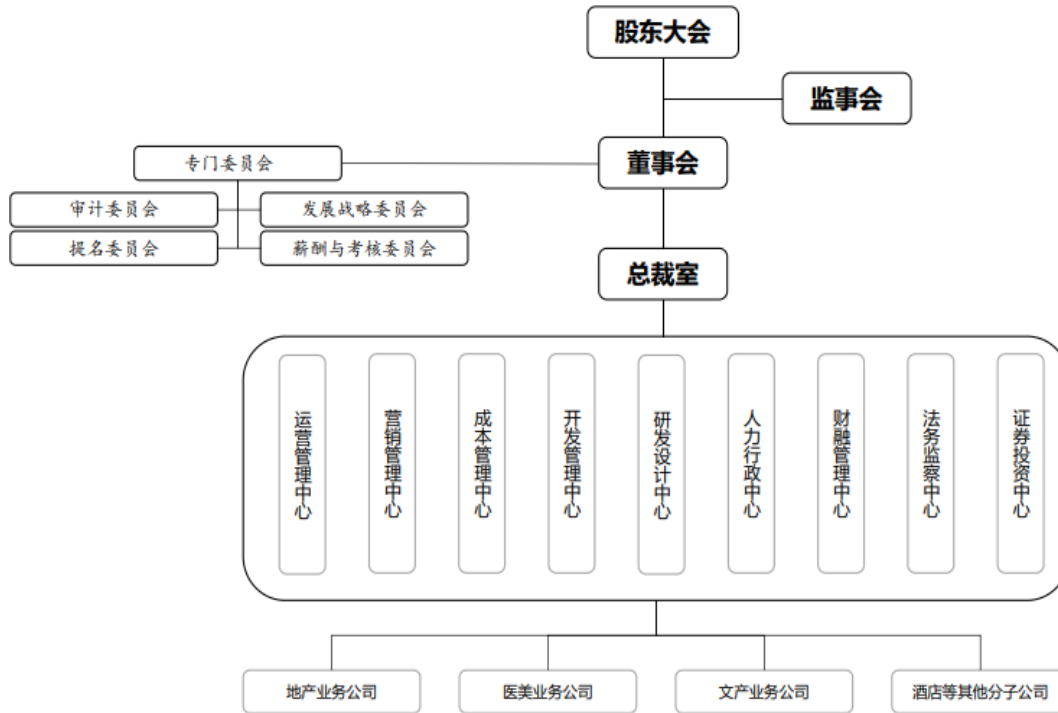 股东大会
监事会
董事会
专门委员会
审计委员会
发展战略委员会
提名委员会
薪酬与考核委员会
总裁室
运营管理中心
营销管理中心
成本管理中心
开发管理中心
研发设计中心
人力行政中心
财融管理中心
法务监察中心
证券投资中心
地产业务公司
医美业务公司
文产业务公司
酒店等其他分子公司